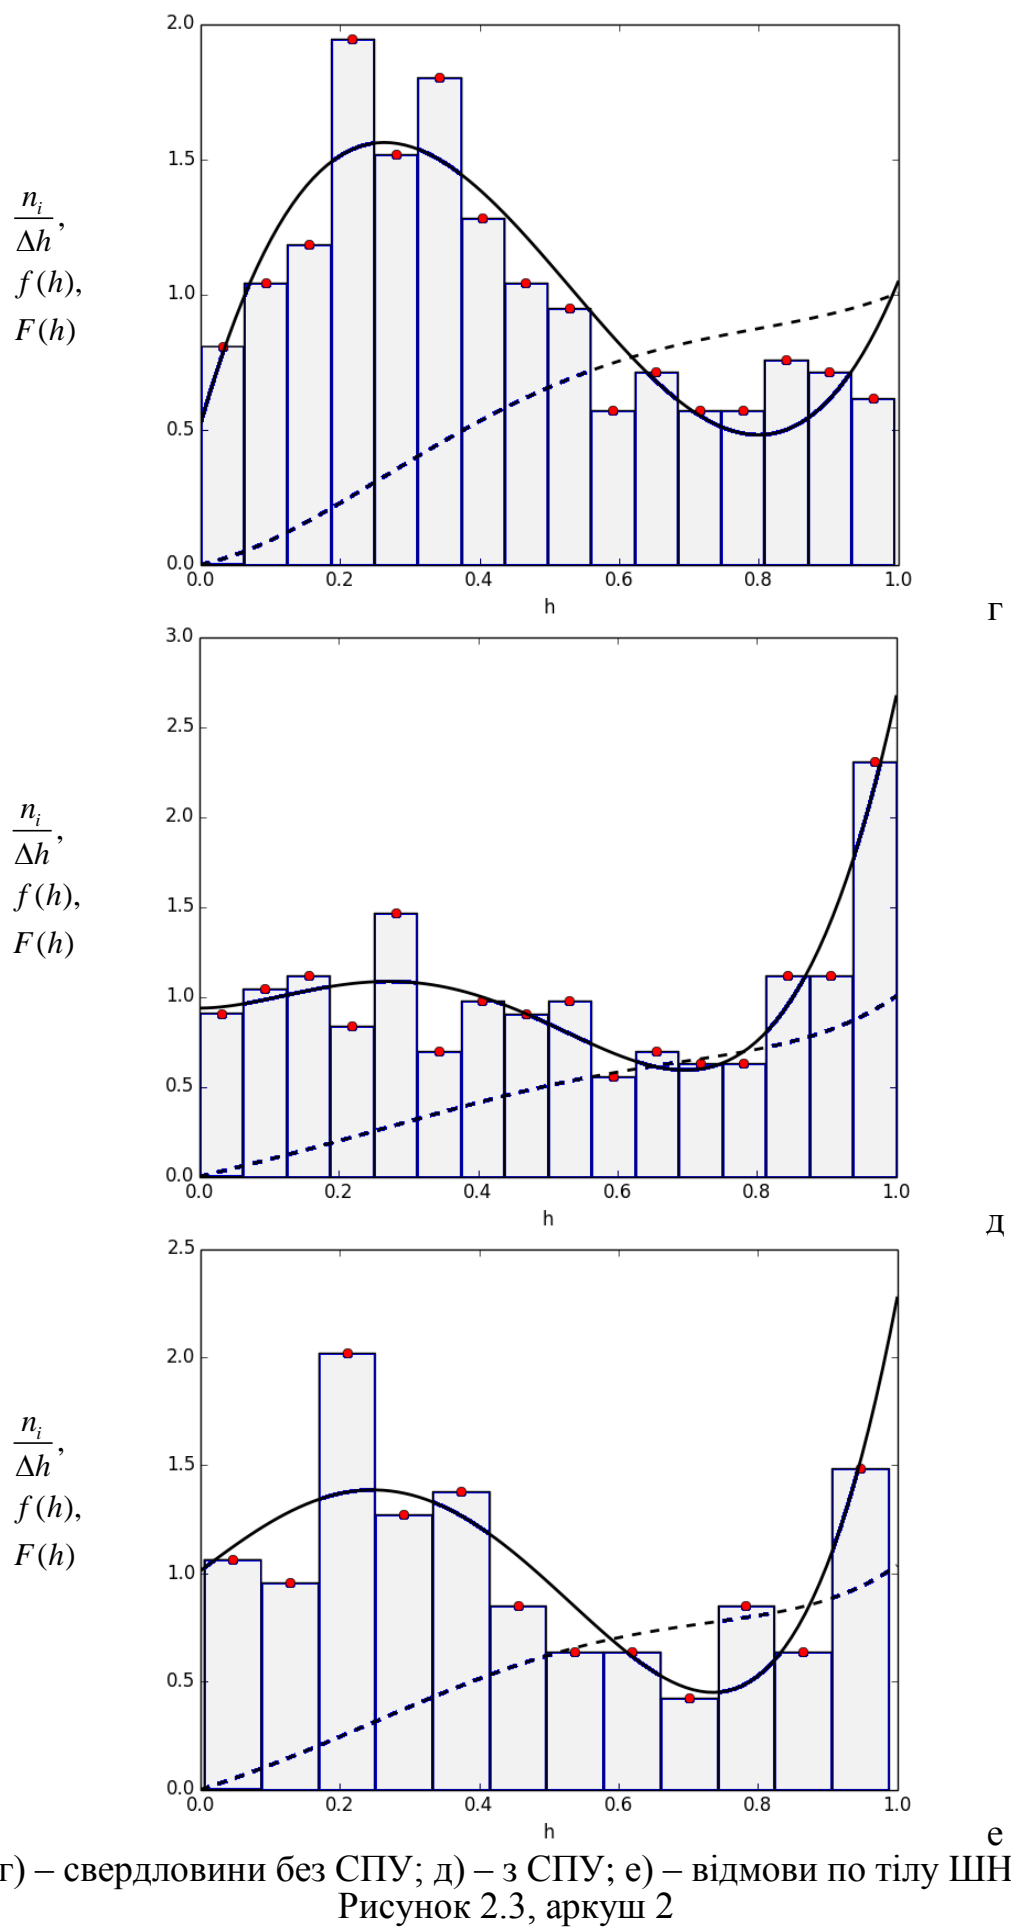 2.0
1.5
1.0
0.5
0.0
n_i/Δh,
f(h),
F(h)
0.0 0.2 0.4 0.6 0.8 1.0
h
г
3.0
2.5
2.0
1.5
1.0
0.5
0.0
n_i/Δh,
f(h),
F(h)
0.0 0.2 0.4 0.6 0.8 1.0
h
д
2.5
2.0
1.5
1.0
0.5
0.0
n_i/Δh,
f(h),
F(h)
0.0 0.2 0.4 0.6 0.8 1.0
h
е
г) – свердловини без СПУ; д) – з СПУ; е) – відмови по тілу ШН
Рисунок 2.3, аркуш 2